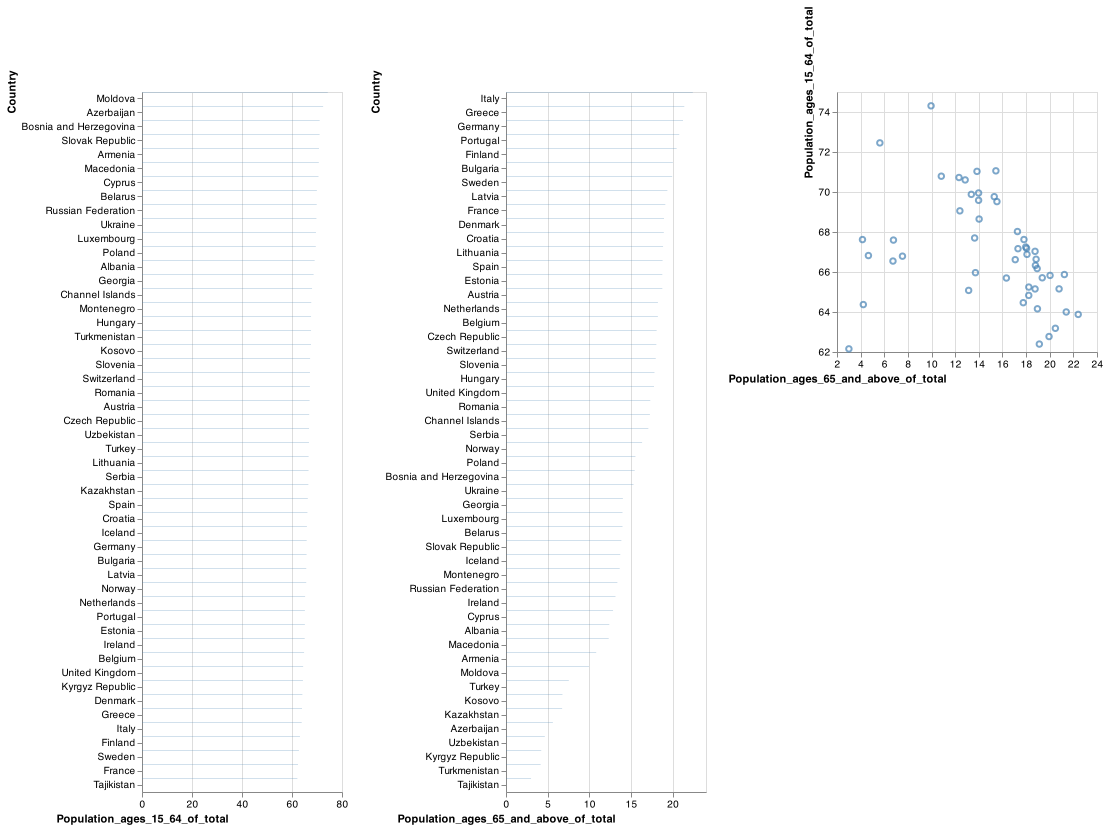 Country
Moldova
Azerbaijan
Bosnia and Herzegovina
Slovak Republic
Armenia
Macedonia
Cyprus
Belarus
Russian Federation
Ukraine
Luxembourg
Poland
Albania
Georgia
Channel Islands
Montenegro
Hungary
Turkmenistan
Kosovo
Slovenia
Switzerland
Romania
Austria
Czech Republic
Uzbekistan
Turkey
Lithuania
Serbia
Kazakhstan
Spain
Croatia
Iceland
Germany
Bulgaria
Latvia
Norway
Netherlands
Portugal
Estonia
Ireland
Belgium
United Kingdom
Kyrgyz Republic
Denmark
Greece
Italy
Finland
Sweden
France
Tajikistan
0 20 40 60 80
Population_ages_15_64_of_total
Country
Italy
Greece
Germany
Portugal
Finland
Bulgaria
Sweden
Latvia
France
Denmark
Croatia
Lithuania
Spain
Estonia
Austria
Netherlands
Belgium
Czech Republic
Switzerland
Slovenia
Hungary
United Kingdom
Romania
Channel Islands
Serbia
Norway
Poland
Bosnia and Herzegovina
Ukraine
Georgia
Luxembourg
Belarus
Slovak Republic
Iceland
Montenegro
Russian Federation
Ireland
Cyprus
Albania
Macedonia
Armenia
Moldova
Turkey
Kosovo
Kazakhstan
Azerbaijan
Uzbekistan
Kyrgyz Republic
Turkmenistan
Tajikistan
0 5 10 15 20
Population_ages_65_and_above_of_total
Population_ages_15_64_of_total
74
72
70
68
66
64
62
2 4 6 8 10 12 14 16 18 20 22 24
Population_ages_65_and_above_of_total